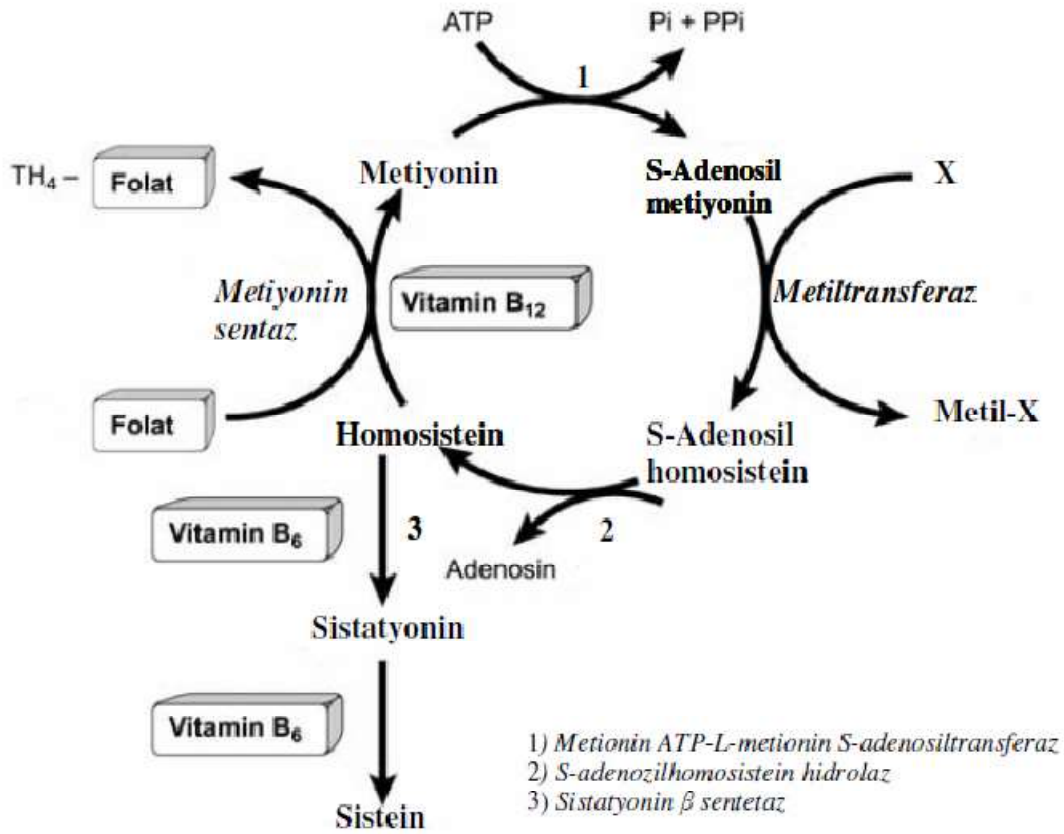 ATP
Pi + PPi
1
TH₄ –
Folat
Metiyonin
S-Adenosil
metiyonin
X
Metiyonin
sentaz
Vitamin B₁₂
Metiltransferaz
Folat
Homosistein
S-Adenosil
homosistein
Metil-X
Vitamin B₆
3
2
Adenosin
Sistatyonin
Vitamin B₆
Sistein
1) Metionin ATP-L-metionin S-adenosiltransferaz
2) S-adenozilhomosistein hidrolaz
3) Sistatyonin β sentetaz